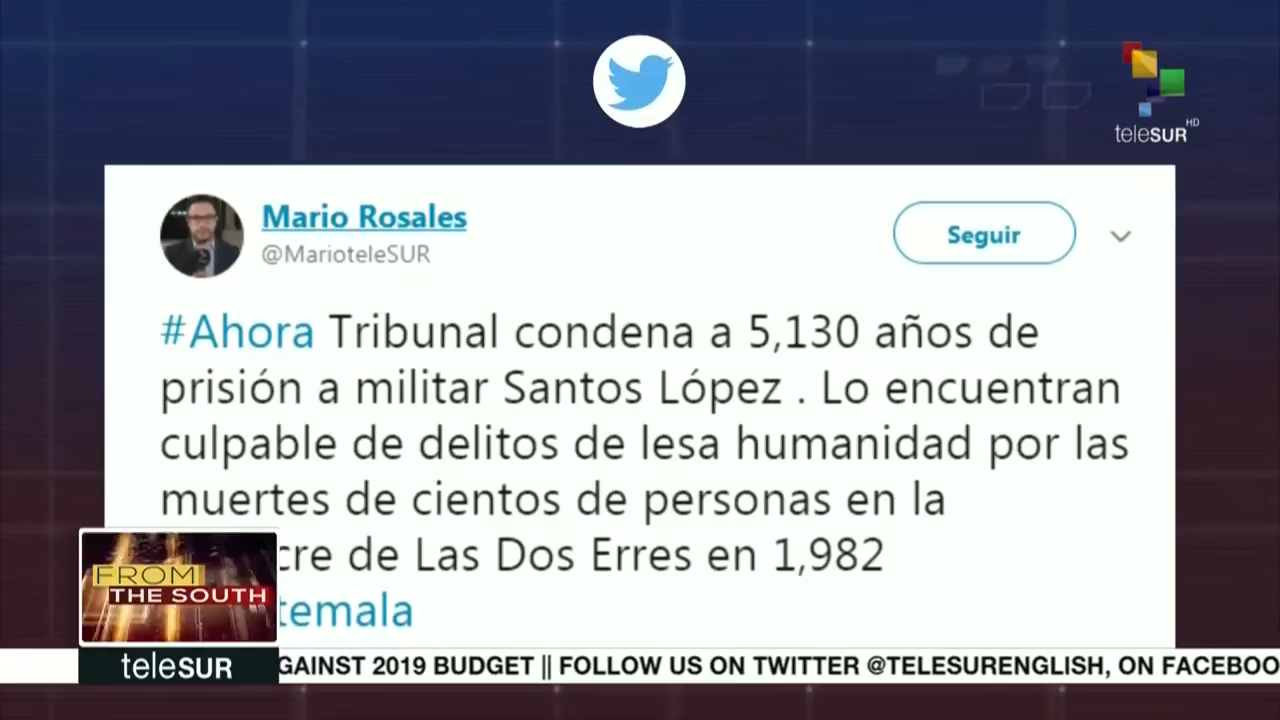 teleSUR HD
Mario Rosales
@MarioteleSUR
Seguir
#Ahora Tribunal condena a 5,130 años de
prisión a militar Santos López . Lo encuentran
culpable de delitos de lesa humanidad por las
muertes de cientos de personas en la
cre de Las Dos Erres en 1,982
temala
FROM
THE SOUTH
teleSUR
GAINST 2019 BUDGET || FOLLOW US ON TWITTER @TELESURENGLISH, ON FACEBOO